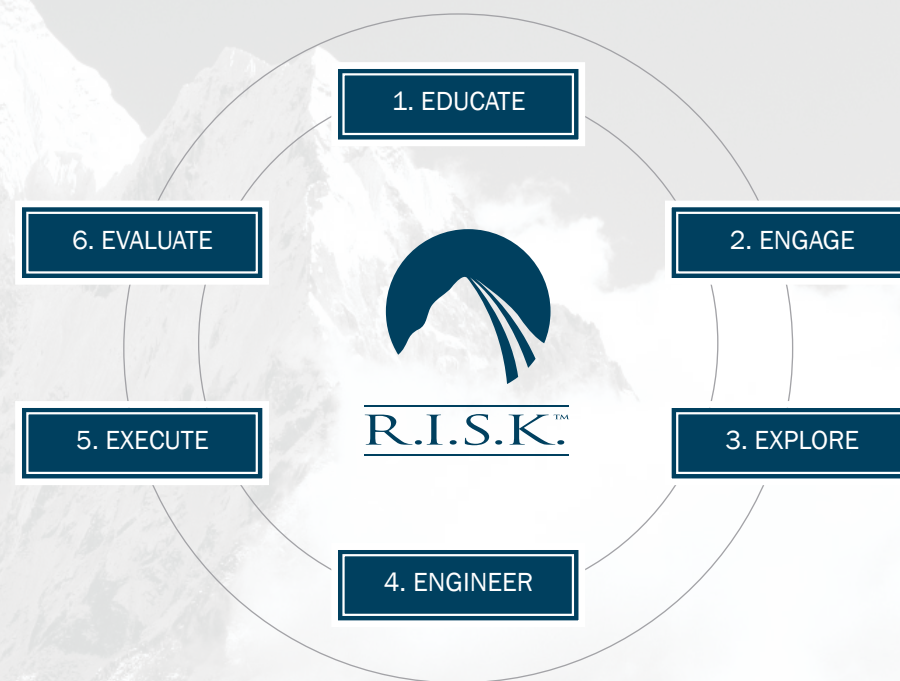 1. EDUCATE
2. ENGAGE
3. EXPLORE
4. ENGINEER
5. EXECUTE
6. EVALUATE
R.I.S.K.™